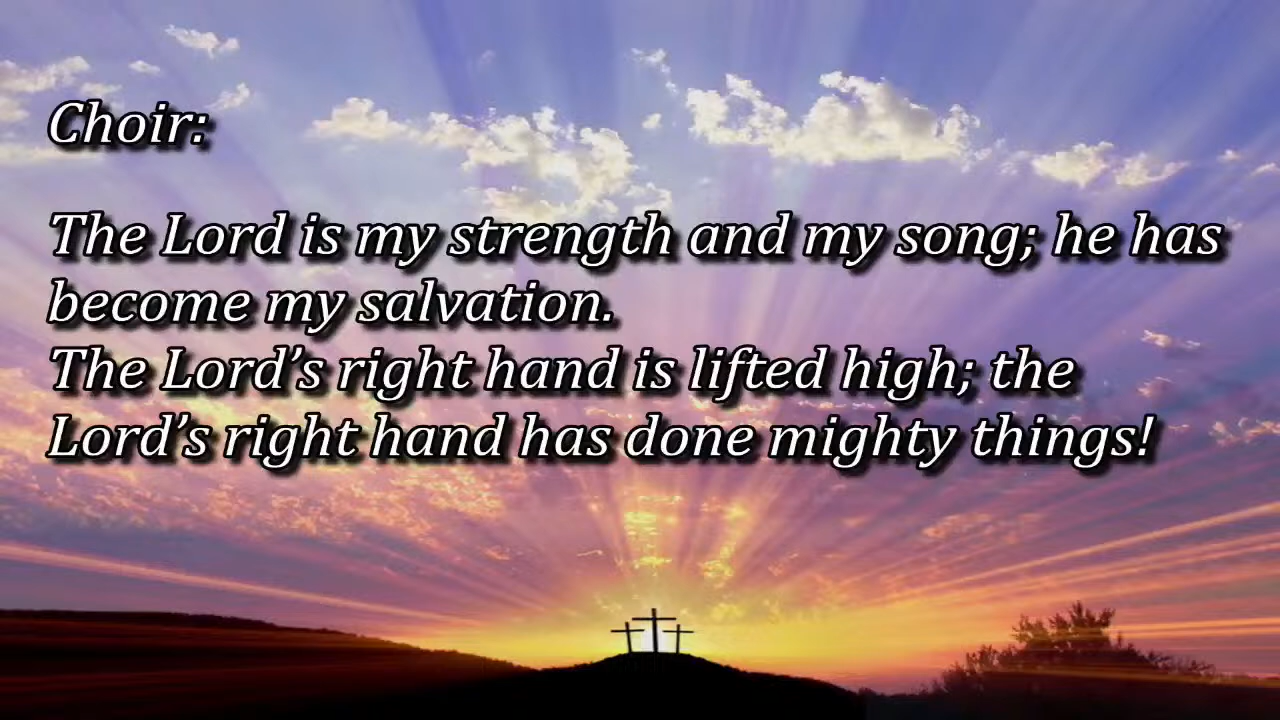 Choir:
The Lord is my strength and my song; he has
become my salvation.
The Lord’s right hand is lifted high; the
Lord’s right hand has done mighty things!